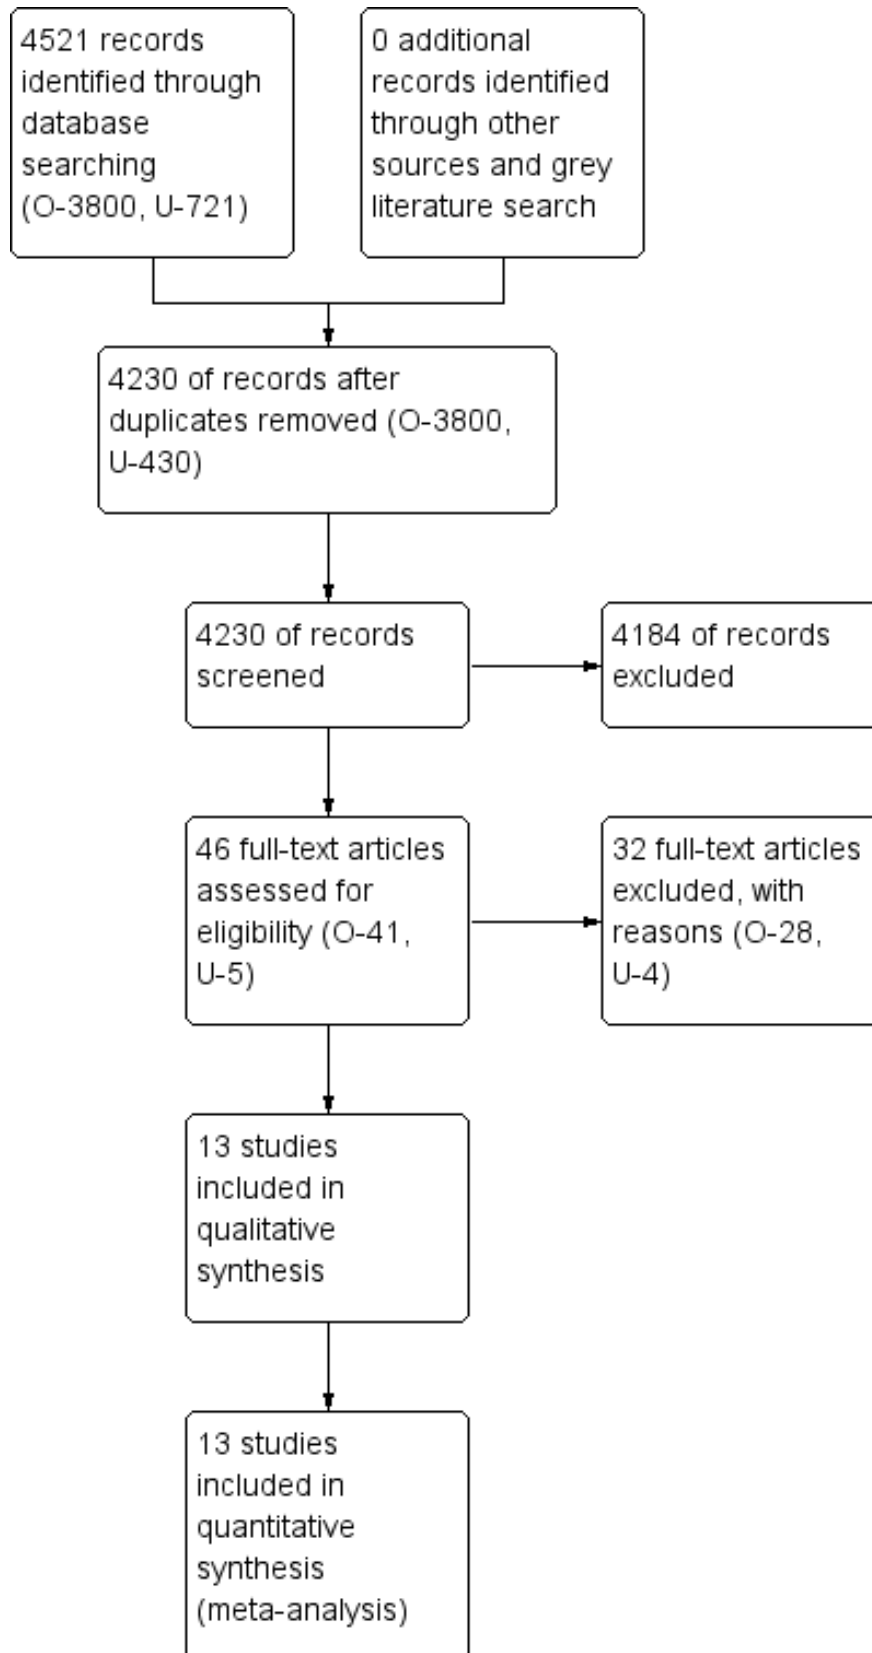 4521 records
identified through
database
searching
(O-3800, U-721)
0 additional
records identified
through other
sources and grey
literature search
4230 of records after
duplicates removed (O-3800,
U-430)
4230 of records
screened
4184 of records
excluded
46 full-text articles
assessed for
eligibility (O-41,
U-5)
32 full-text articles
excluded, with
reasons (O-28,
U-4)
13 studies
included in
qualitative
synthesis
13 studies
included in
quantitative
synthesis
(meta-analysis)